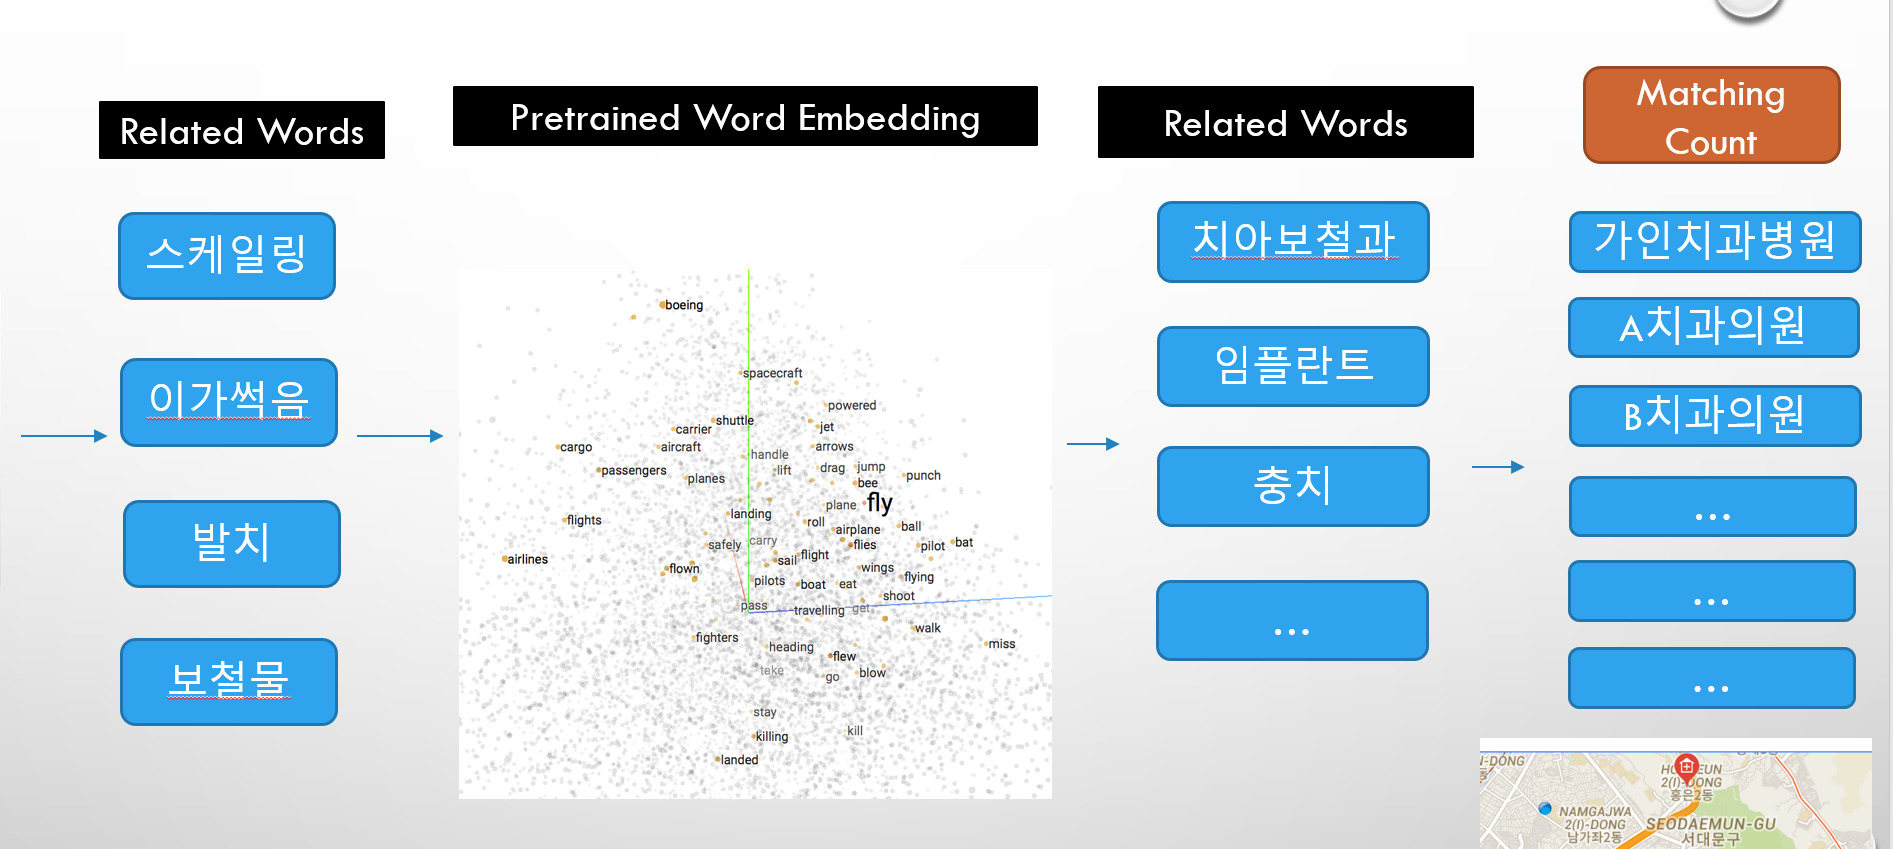 Related Words
스케일링
이가썩음
발치
보철물
Pretrained Word Embedding
boeing
spacecraft
powered
shuttle
jet
carrier
cargo
aircraft
arrows
handle
passengers
lift
drag
jump
planes
punch
bee
plane
fly
landing
flights
roll
airplane
ball
safely
carry
flies
pilot
bat
airlines
sail
flight
flown
wings
pilots
boat
eat
flying
shoot
pass
travelling
get
walk
fighters
heading
miss
flew
take
go
blow
stay
kill
killing
landed
Related Words
치아보철과
임플란트
충치
...
Matching
Count
가인치과병원
A치과의원
B치과의원
...
...
...
N-DONG
2(I)-DONG
홍은2동
NAMGAJWA
2(I)-DONG
남가좌2동
SEODAEMUN-GU
서대문구